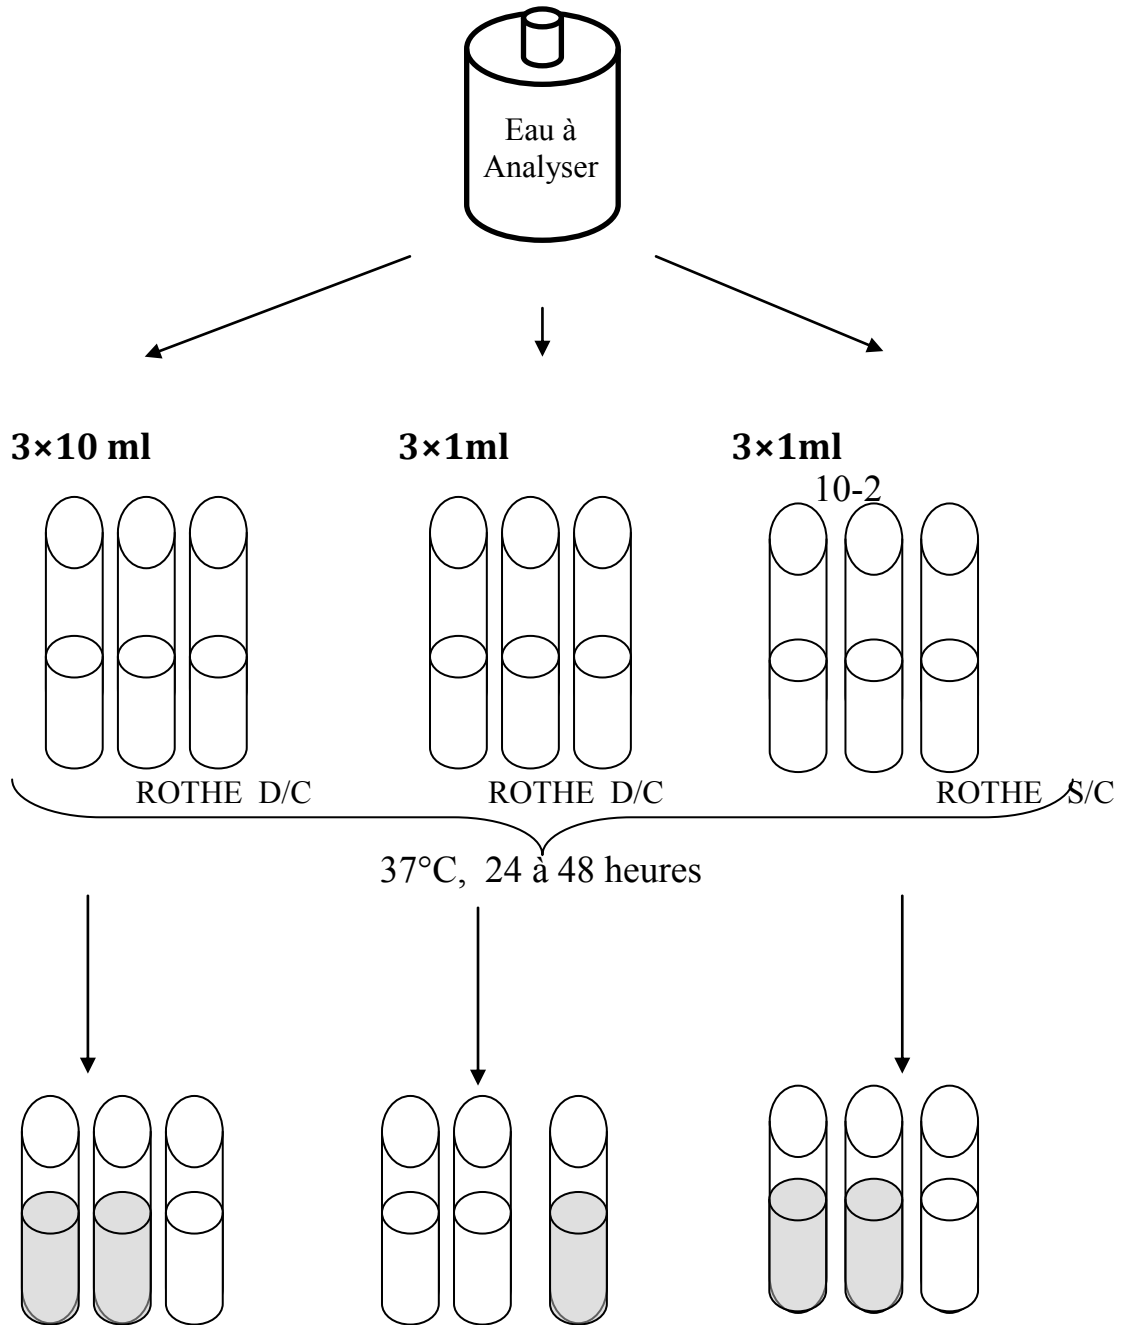 Eau à
Analyser
3×10 ml
3×1ml
3×1ml
10-2
ROTHE D/C
ROTHE D/C
ROTHE S/C
37°C, 24 à 48 heures